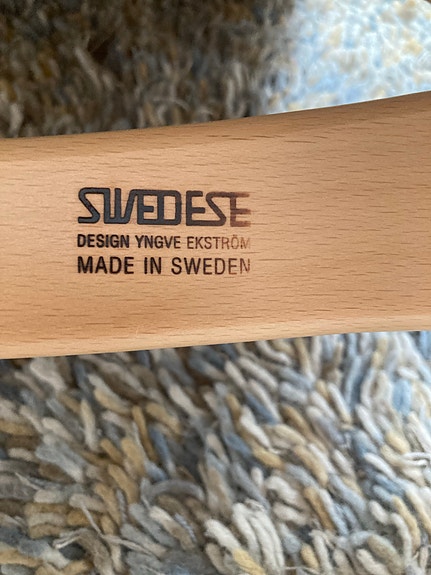 SWEDESE
DESIGN YNGVE EKSTRÖM
MADE IN SWEDEN